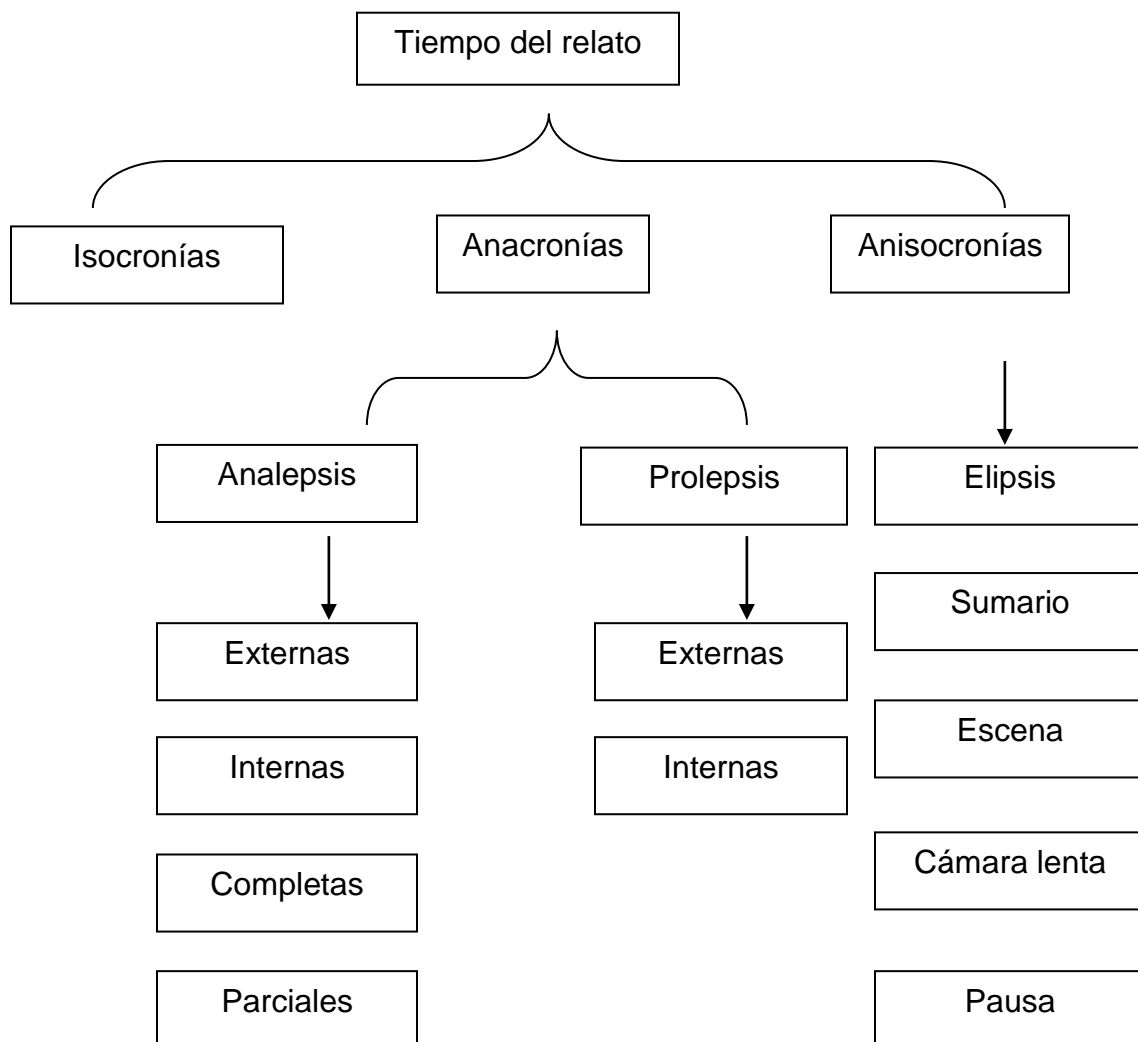 Tiempo del relato
Isocronías
Anacronías
Anisocronías
Analepsis
Prolepsis
Elipsis
Sumario
Externas
Externas
Escena
Internas
Internas
Cámara lenta
Completas
Parciales
Pausa